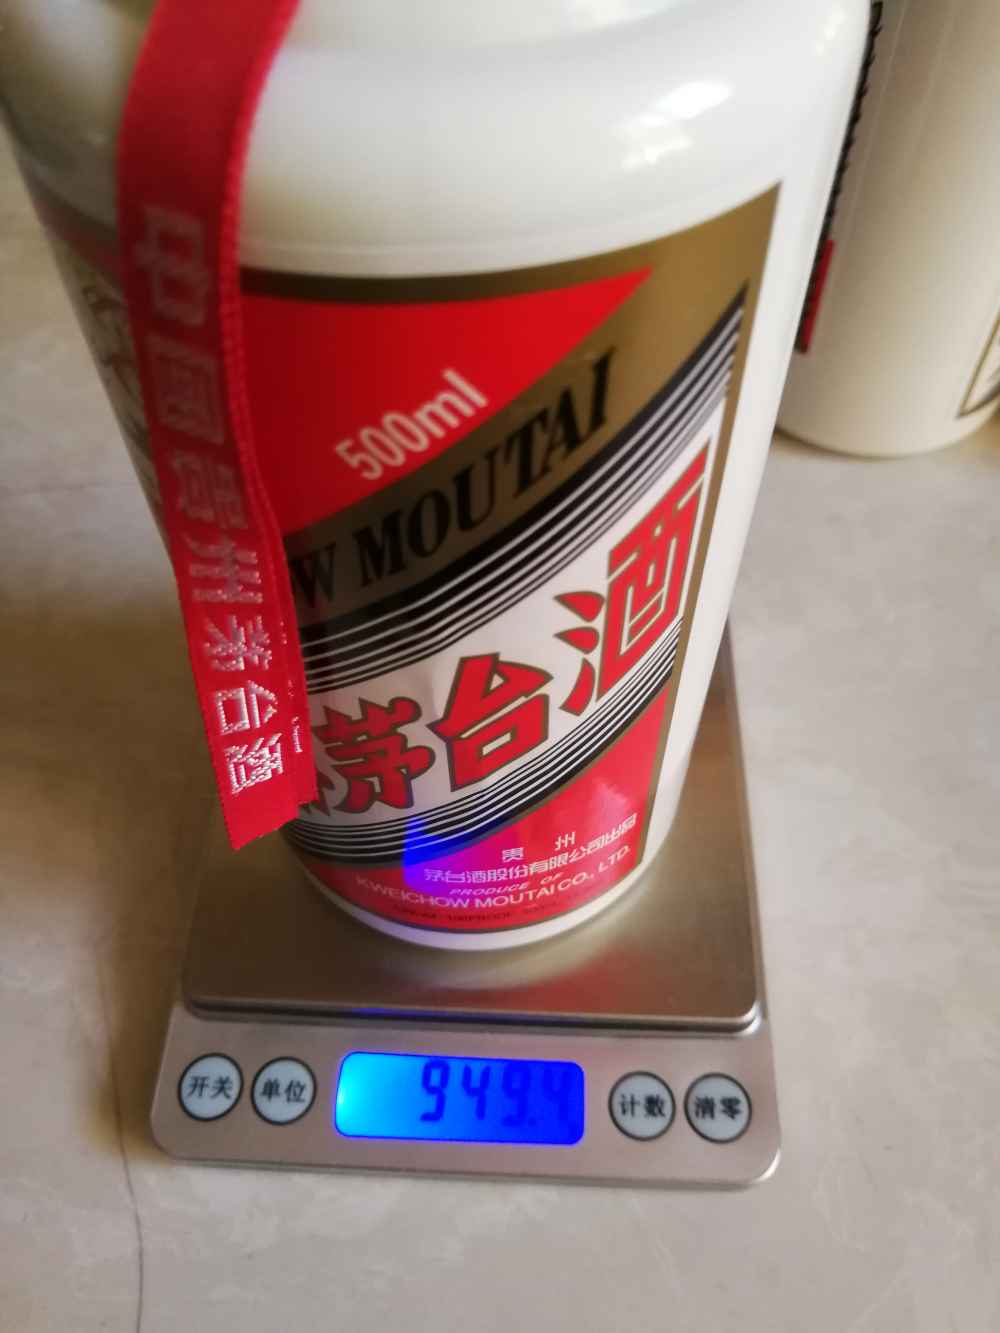 中国贵州茅台酒
500ml
W MOUTAI
茅台酒
贵州
茅台酒股份有限公司出品
PRODUCE OF
KWEICHOW MOUTAI CO., LTD.
949.4
开关
单位
计数
清零